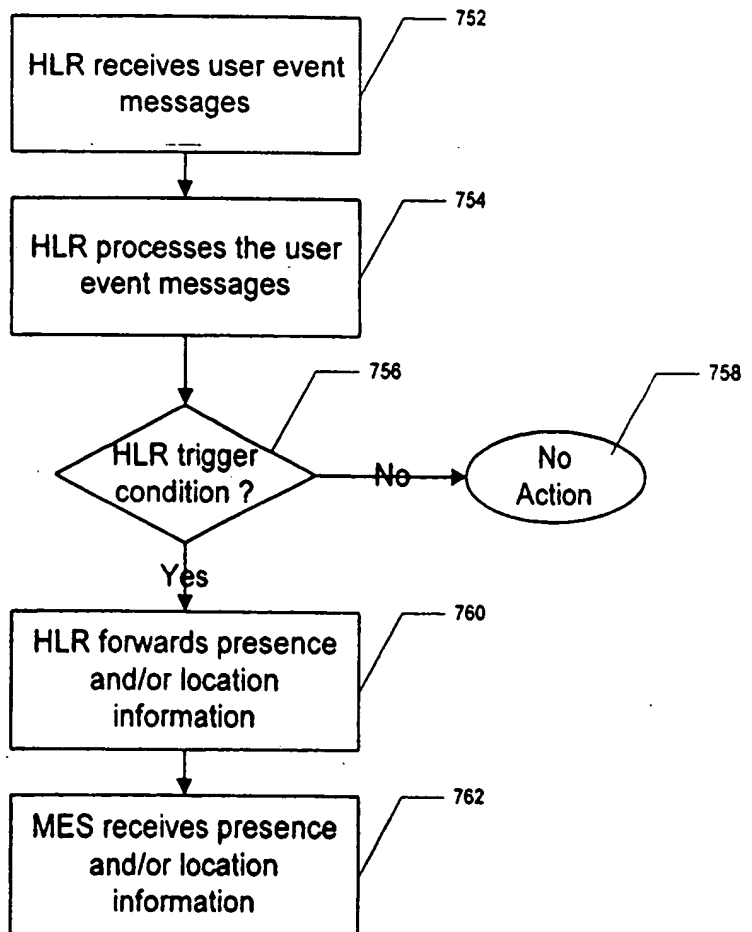 752
HLR receives user event
messages
754
HLR processes the user
event messages
756
758
HLR trigger
condition ?
No
No
Action
Yes
760
HLR forwards presence
and/or location
information
762
MES receives presence
and/or location
information